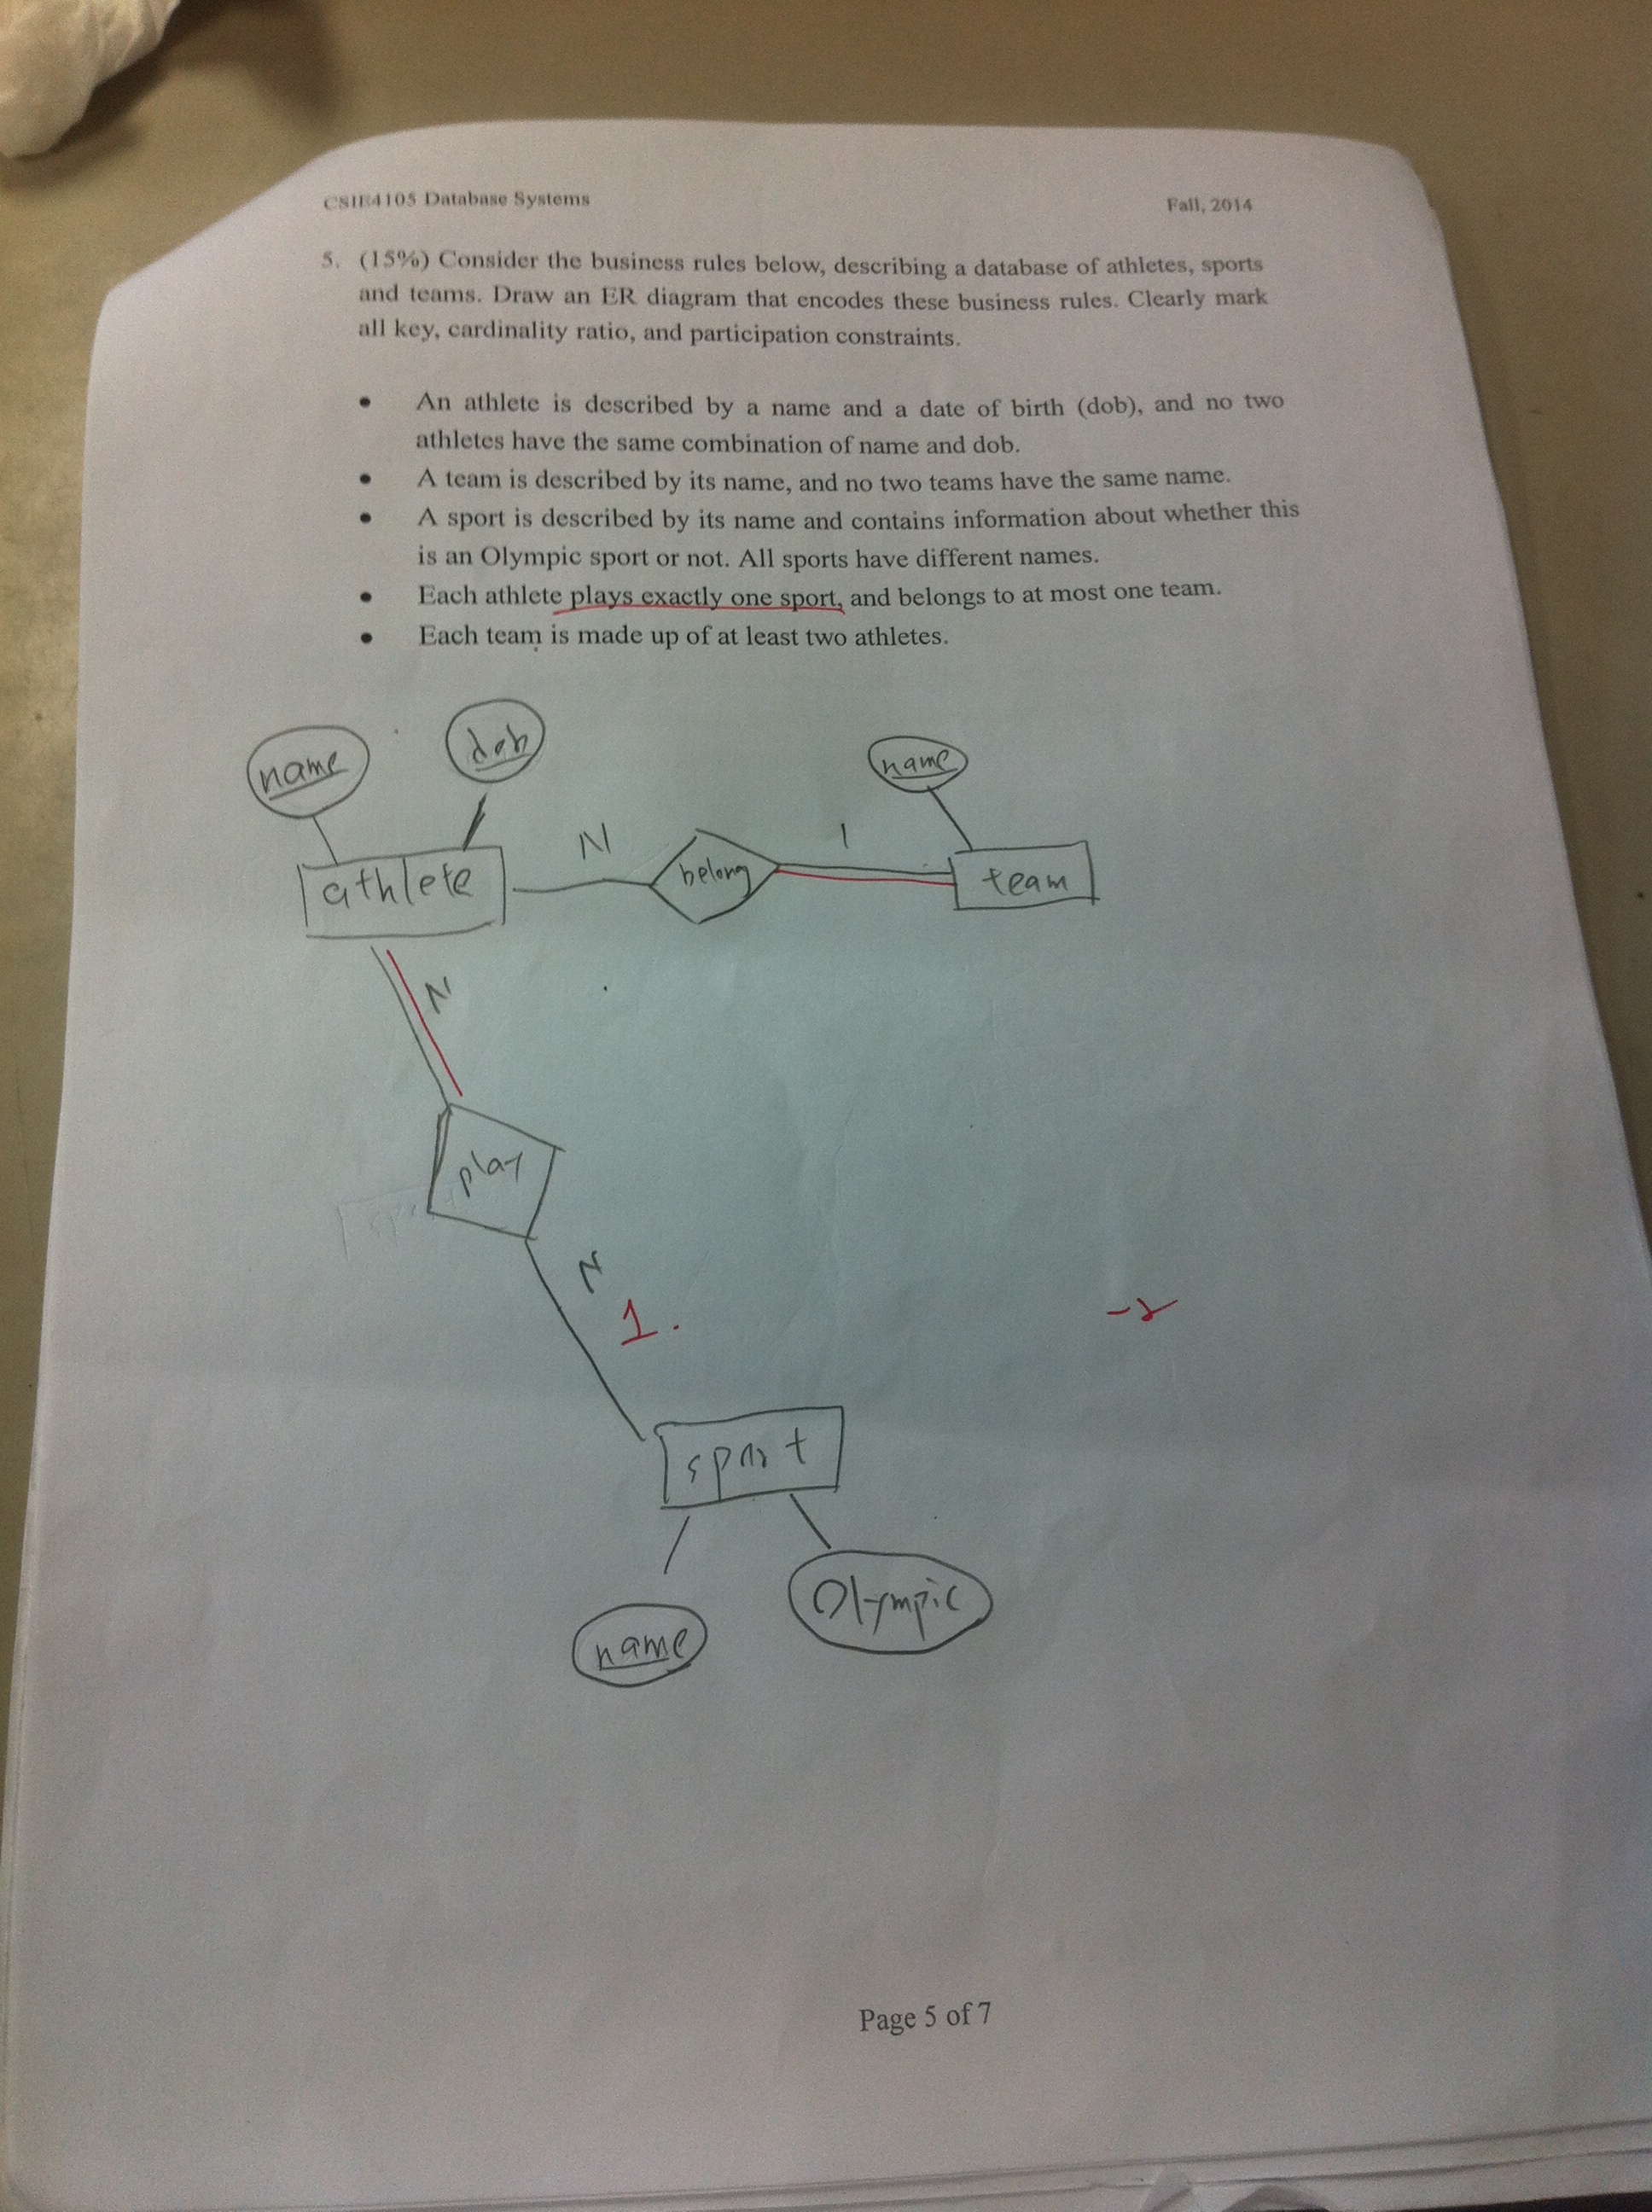 CSIE4105 Database Systems
Fall, 2014
5. (15%) Consider the business rules below, describing a database of athletes, sports
and teams. Draw an ER diagram that encodes these business rules. Clearly mark
all key, cardinality ratio, and participation constraints.
• An athlete is described by a name and a date of birth (dob), and no two
athletes have the same combination of name and dob.
• A team is described by its name, and no two teams have the same name.
• A sport is described by its name and contains information about whether this
is an Olympic sport or not. All sports have different names.
• Each athlete plays exactly one sport, and belongs to at most one team.
• Each team is made up of at least two athletes.
name
dob
name
athlete
N
belong
1
team
N
play
N
1.
sport
name
Olympic
Page 5 of 7